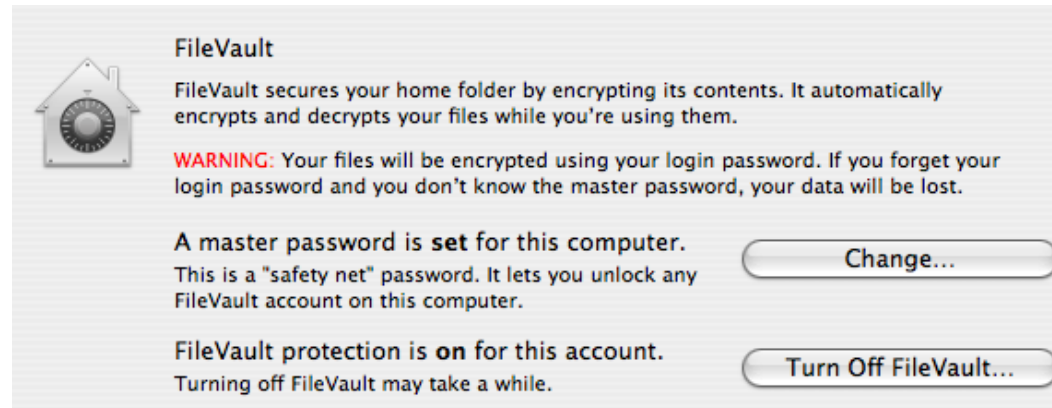 FileVault
FileVault secures your home folder by encrypting its contents. It automatically
encrypts and decrypts your files while you’re using them.
WARNING: Your files will be encrypted using your login password. If you forget your
login password and you don’t know the master password, your data will be lost.
A master password is set for this computer.
Change...
This is a "safety net" password. It lets you unlock any
FileVault account on this computer.
FileVault protection is on for this account.
Turn Off FileVault...
Turning off FileVault may take a while.